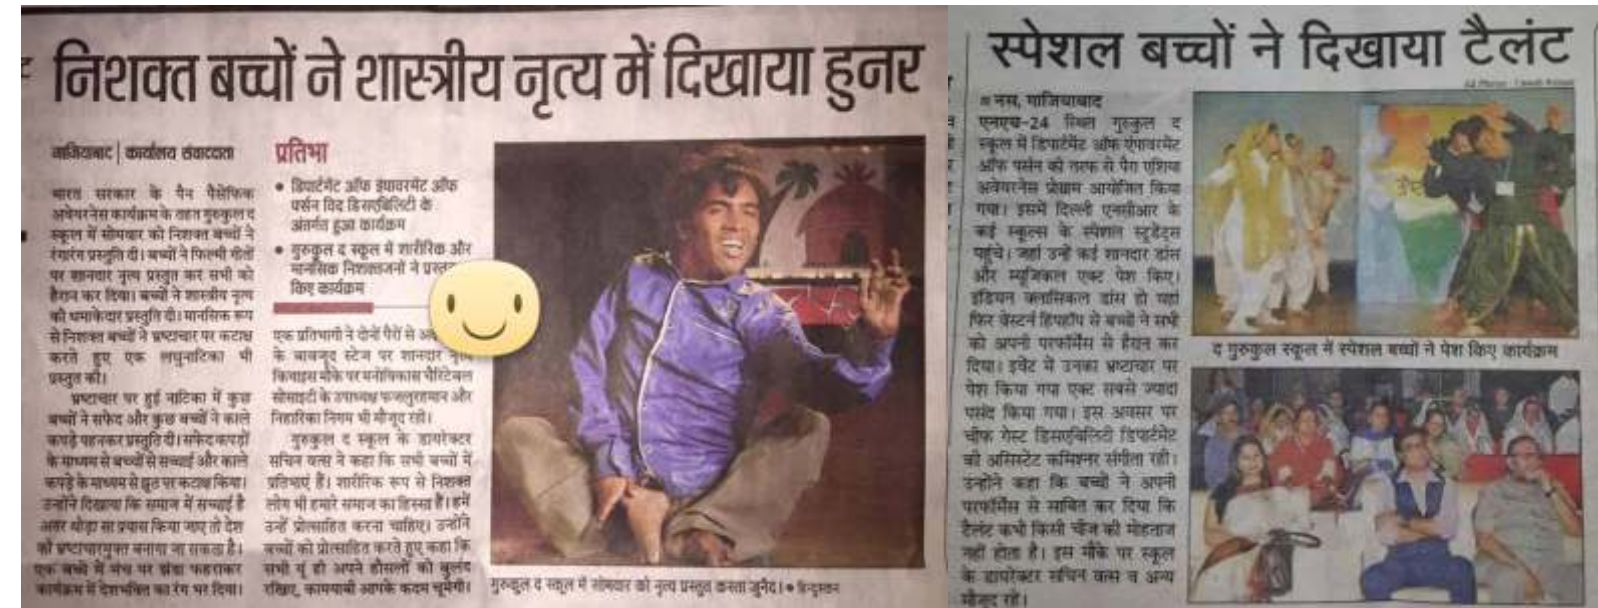 निशक्त बच्चों ने शास्त्रीय नृत्य में दिखाया हुनर
गाजियाबाद | कार्यालय संवाददाता
भारत सरकार के पैन पैसेफिक
अवेयरनेस कार्यक्रम के तहत गुरुकुल द
स्कूल में सोमवार को निशक्त बच्चों ने
रंगारंग प्रस्तुति दी। बच्चों ने फिल्मी गीतों
पर शानदार नृत्य प्रस्तुत कर सभी को
हैरान कर दिया। बच्चों ने शास्त्रीय नृत्य
की धमाकेदार प्रस्तुति दी। मानसिक रूप
से निशक्त बच्चों ने भ्रष्टाचार पर कटाक्ष
करते हुए एक लघुनाटिका भी
प्रस्तुत की।
भ्रष्टाचार पर हुई नाटिका में कुछ
बच्चों ने सफेद और कुछ बच्चों ने काले
कपड़े पहनकर प्रस्तुति दी। सफेद कपड़ों
के माध्यम से बच्चों से सच्चाई और काले
कपड़े के माध्यम से झूठ पर कटाक्ष किया।
उन्होंने दिखाया कि समाज में सच्चाई है
अगर थोड़ा सा प्रयास किया जाए तो देश
को भ्रष्टाचारमुक्त बनाया जा सकता है।
एक बच्चे में मंच पर झंडा फहराकर
कार्यक्रम में देशभक्ति का रंग भर दिया।
प्रतिभा
• डिपार्टमेंट ऑफ इंपावरमेंट ऑफ
पर्सन विद डिसएबिलिटी के
अंतर्गत हुआ कार्यक्रम
• गुरुकुल द स्कूल में शारीरिक और
मानसिक निशक्तजनों ने
किए कार्यक्रम
एक प्रतिभागी ने दोनों पैरों से
के बावजूद स्टेज पर शानदार
किया। इस मौके पर मनोविकास चैरिटेबल
सोसाइटी के उपाध्यक्ष फजलुरहमान और
निहारिका निगम भी मौजूद रही।
गुरुकुल द स्कूल के डायरेक्टर
सचिन वत्स ने कहा कि सभी बच्चों में
प्रतिभाएं हैं। शारीरिक रूप से निशक्त
लोग भी हमारे समाज का हिस्सा हैं। हमें
उन्हें प्रोत्साहित करना चाहिए। उन्होंने
बच्चों को प्रोत्साहित करते हुए कहा कि
सभी यूं ही अपने हौसलों को बुलंद
रखिए, कामयाबी आपके कदम चूमेगी।
गुरुकुल द स्कूल में सोमवार को नृत्य प्रस्तुत करता जुनैद। • हिन्दुस्तान
स्पेशल बच्चों ने दिखाया टैलंट
■ नस, गाजियाबाद
एनएच-24 स्थित गुरुकुल द
स्कूल में डिपार्टमेंट ऑफ एंपावरमेंट
ऑफ पर्सन की तरफ से पैरा एशिया
अवेयरनेस प्रोग्राम आयोजित किया
गया। इसमें दिल्ली एनसीआर के
कई स्कूल्स के स्पेशल स्टूडेंट्स
पहुंचे। जहां उन्हें कई शानदार डांस
और म्यूजिकल एक्ट पेश किए।
इंडियन क्लासिकल डांस हो या
फिर वेस्टर्न हिपहॉप से बच्चों ने सभी
को अपनी परफॉर्मेंस से हैरान कर
दिया। इवेंट में उनका भ्रष्टाचार पर
पेश किया गया एक्ट सबसे ज्यादा
पसंद किया गया। इस अवसर पर
चीफ गेस्ट डिसएबिलिटी डिपार्टमेंट
की असिस्टेंट कमिश्नर संगीता रही।
उन्होंने कहा कि बच्चों ने अपनी
परफॉर्मेंस से साबित कर दिया कि
टैलंट कभी किसी चीज की मोहताज
नहीं होता है। इस मौके पर स्कूल
के डायरेक्टर सचिन वत्स व अन्य
मौजूद रहे।
द गुरुकुल स्कूल में स्पेशल बच्चों ने पेश किए कार्यक्रम